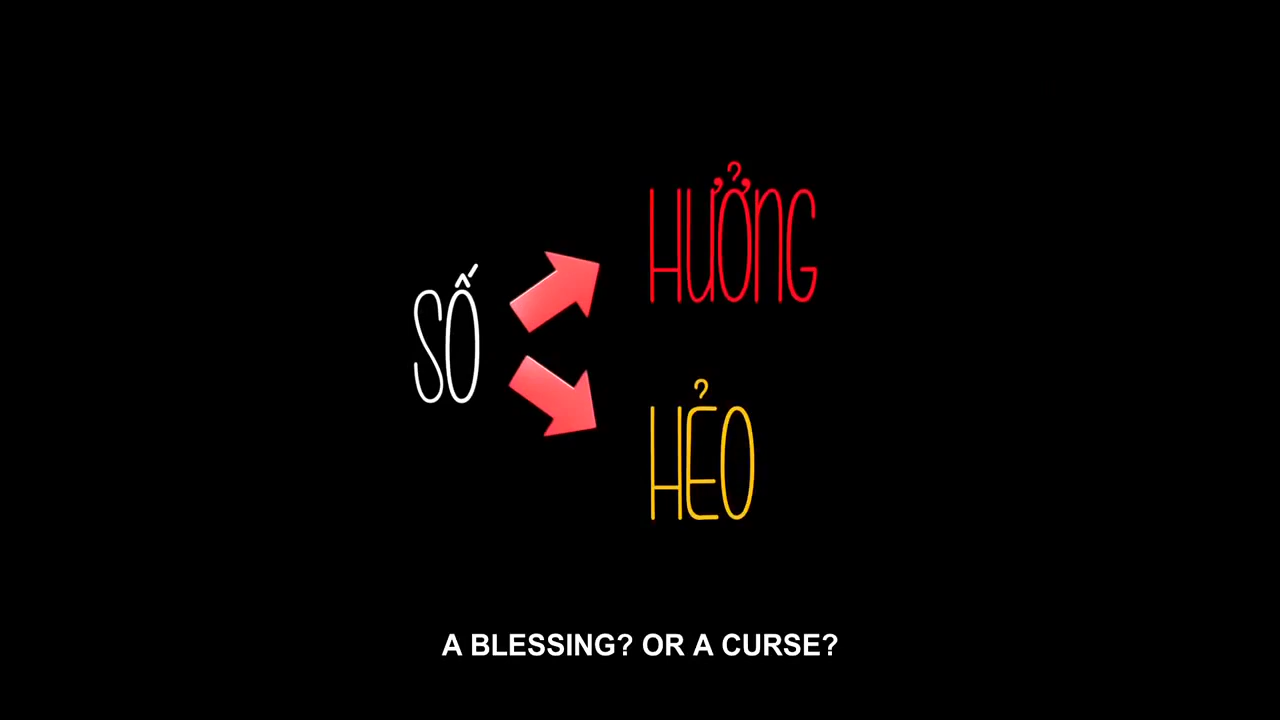 SỐ
HƯỞNG
HẺO
A BLESSING? OR A CURSE?